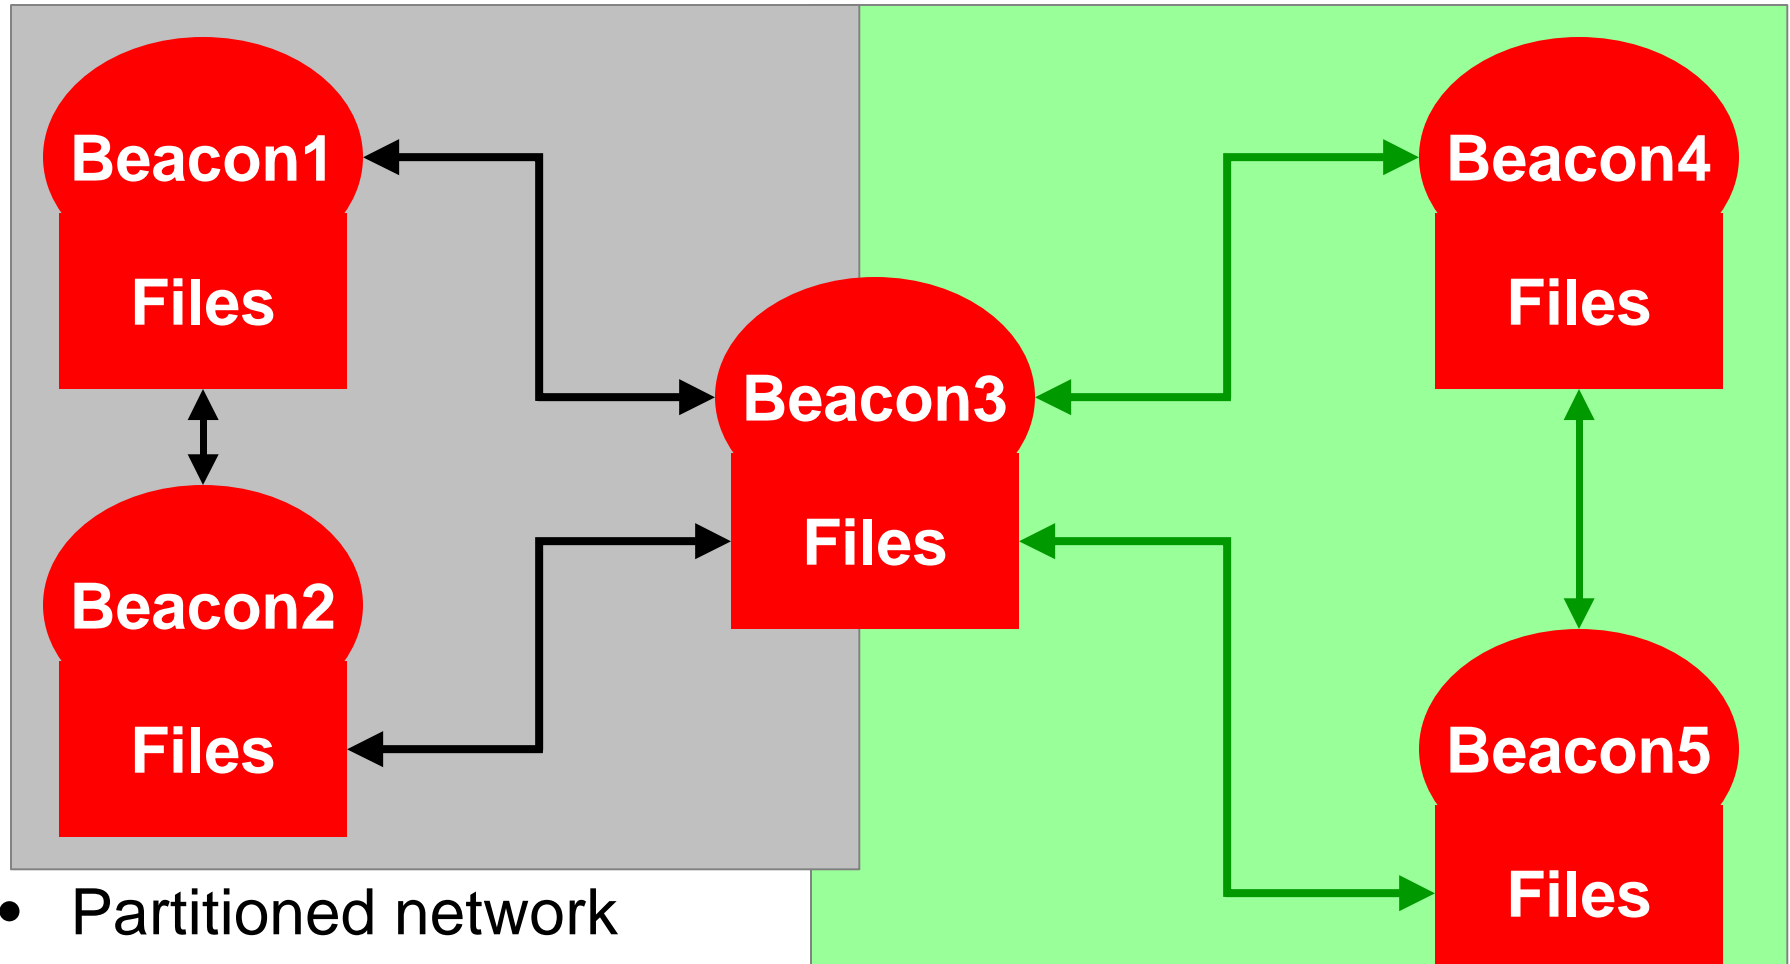 Beacon1
Files
Beacon2
Files
Beacon3
Files
Beacon4
Files
Beacon5
Files
• Partitioned network